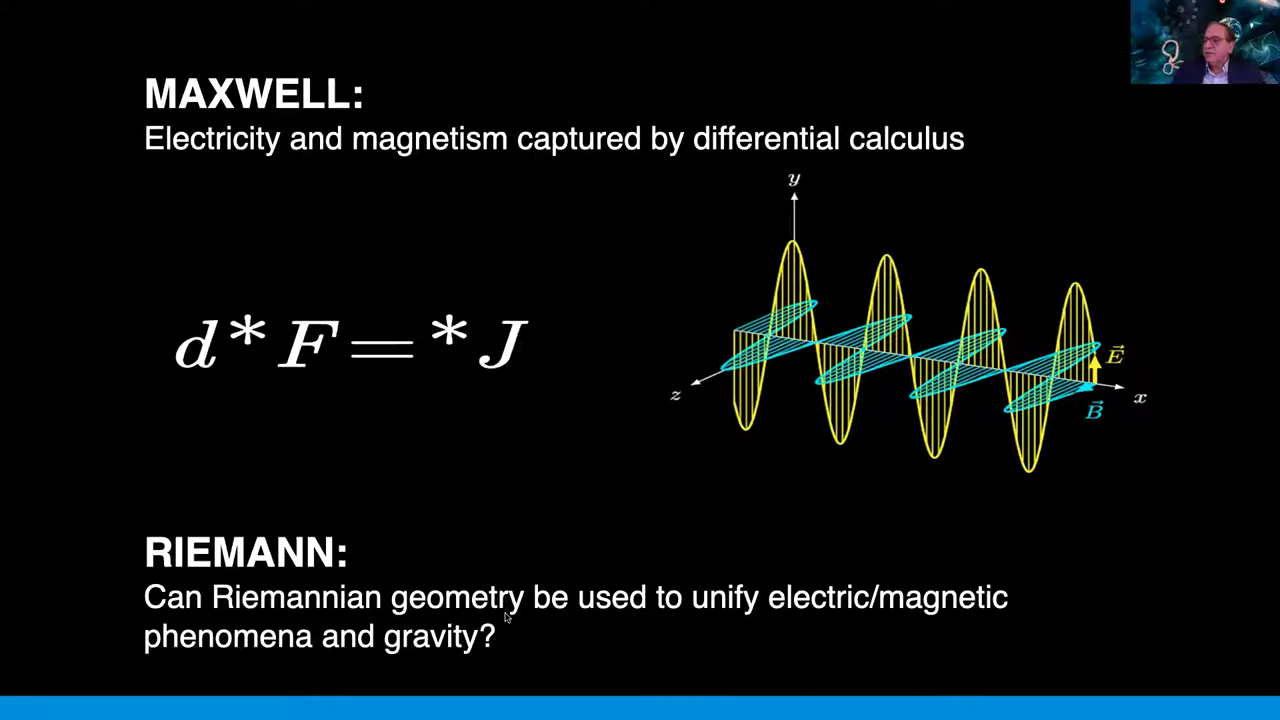 MAXWELL:
Electricity and magnetism captured by differential calculus
y
d*F=*J
E⃗
z
x
B⃗
RIEMANN:
Can Riemannian geometry be used to unify electric/magnetic
phenomena and gravity?